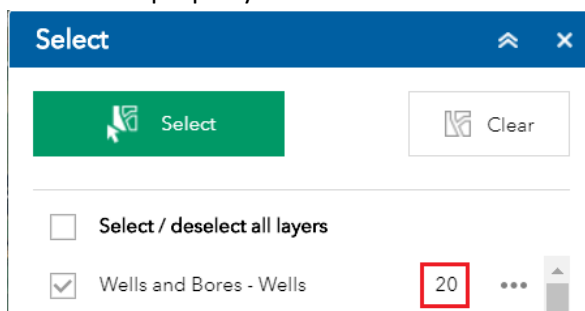 Select
Select
Clear
Select / deselect all layers
Wells and Bores - Wells 20